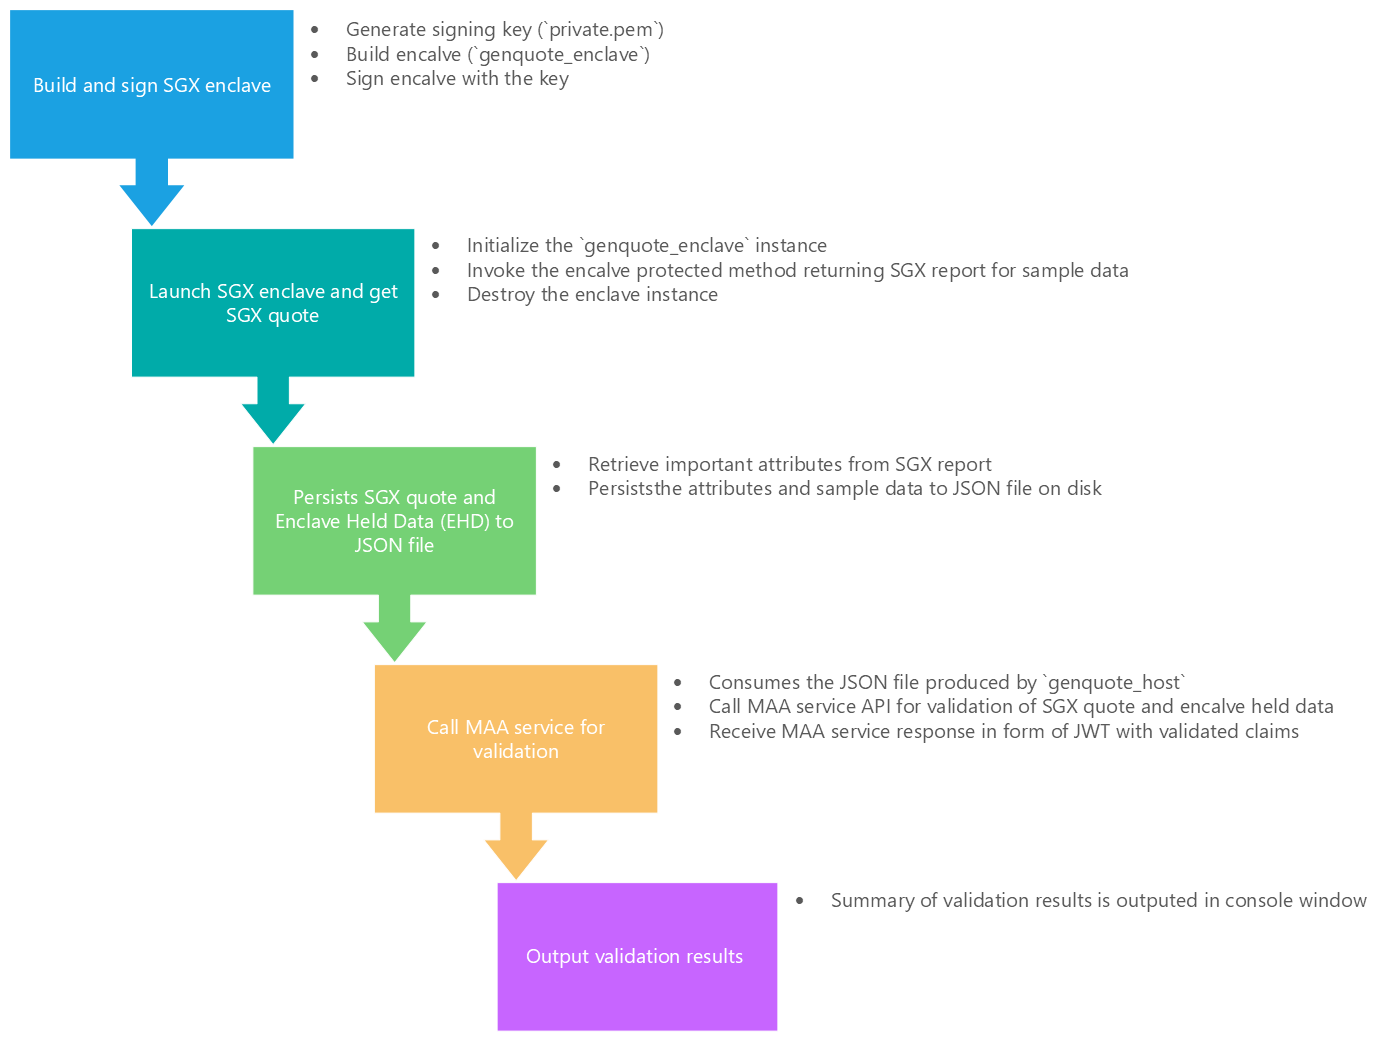 Build and sign SGX enclave
• Generate signing key (`private.pem`)
• Build encalve (`genquote_enclave`)
• Sign encalve with the key
Launch SGX enclave and get
SGX quote
• Initialize the `genquote_enclave` instance
• Invoke the encalve protected method returning SGX report for sample data
• Destroy the enclave instance
Persists SGX quote and
Enclave Held Data (EHD) to
JSON file
• Retrieve important attributes from SGX report
• Persiststhe attributes and sample data to JSON file on disk
Call MAA service for
validation
• Consumes the JSON file produced by `genquote_host`
• Call MAA service API for validation of SGX quote and encalve held data
• Receive MAA service response in form of JWT with validated claims
Output validation results
• Summary of validation results is outputed in console window